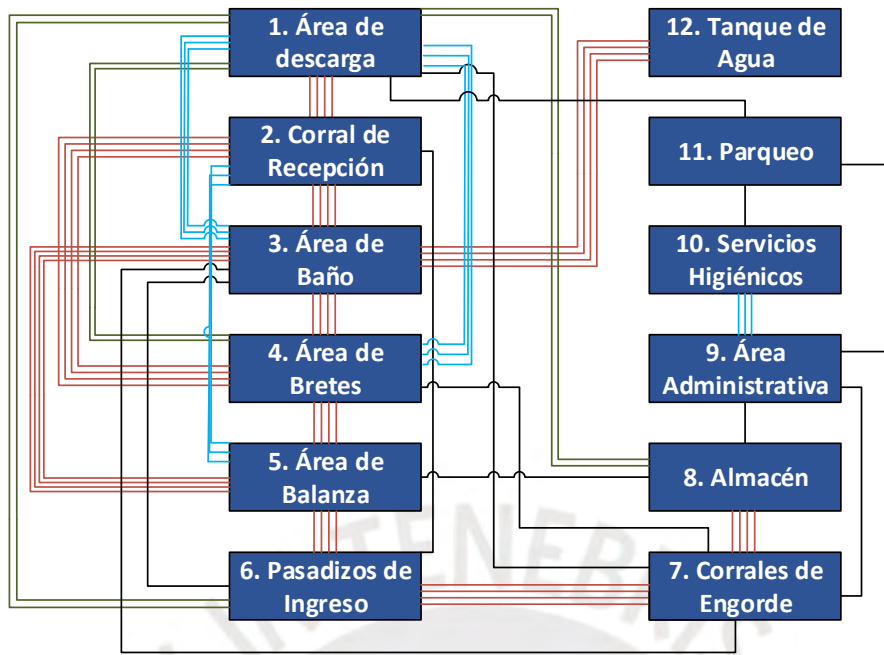 1. Área de
descarga
2. Corral de
Recepción
3. Área de
Baño
4. Área de
Bretes
5. Área de
Balanza
6. Pasadizos de
Ingreso
12. Tanque de
Agua
11. Parqueo
10. Servicios
Higiénicos
9. Área
Administrativa
8. Almacén
7. Corrales de
Engorde